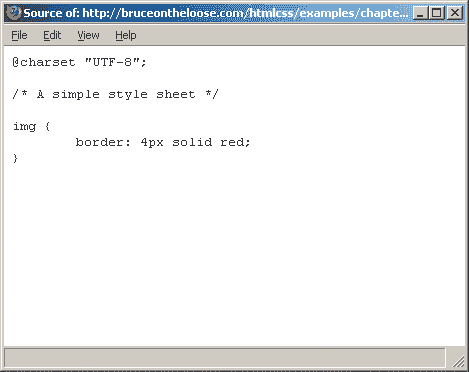 Source of: http://bruceontheloose.com/htmlcss/examples/chapte...
File Edit View Help
@charset "UTF-8";
/* A simple style sheet */
img {
border: 4px solid red;
}